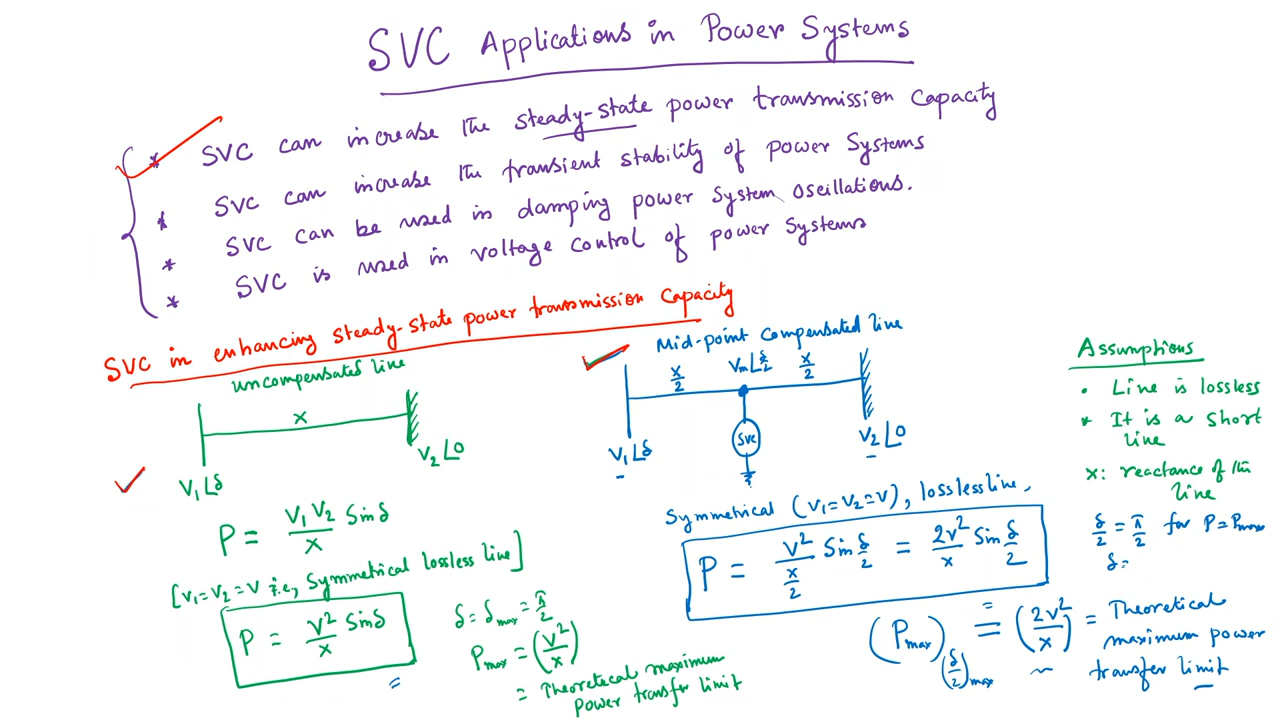 SVC Applications in Power Systems
* SVC can increase the steady-state power transmission capacity
* SVC can increase the transient stability of power Systems
* SVC can be used in damping power system oscillations.
* SVC is used in voltage control of power Systems
SVC in enhancing steady-state power transmission capacity
uncompensated line
x
V₁∠δ
V₂∠0
P = V₁V₂/x Sinδ
[V₁=V₂=V i.e., Symmetrical lossless line]
P = V²/x Sinδ
=
δ = δmax = π/2
Pmax = (V²/x)
= Theoretical maximum
power transfer limit
Mid-point compensated line
x/2
Vm∠δ/2
x/2
SVC
V₁∠δ
V₂∠0
Symmetrical (V₁=V₂=V), lossless line,
P = V²/(x/2) Sin δ/2 = 2V²/x Sin δ/2
(Pmax)(δ/2)max = (2V²/x) = Theoretical
maximum power
transfer limit
Assumptions
• Line is lossless
* It is a short
line
x: reactance of the
line
δ/2 = π/2 for P = Pmax
δ=